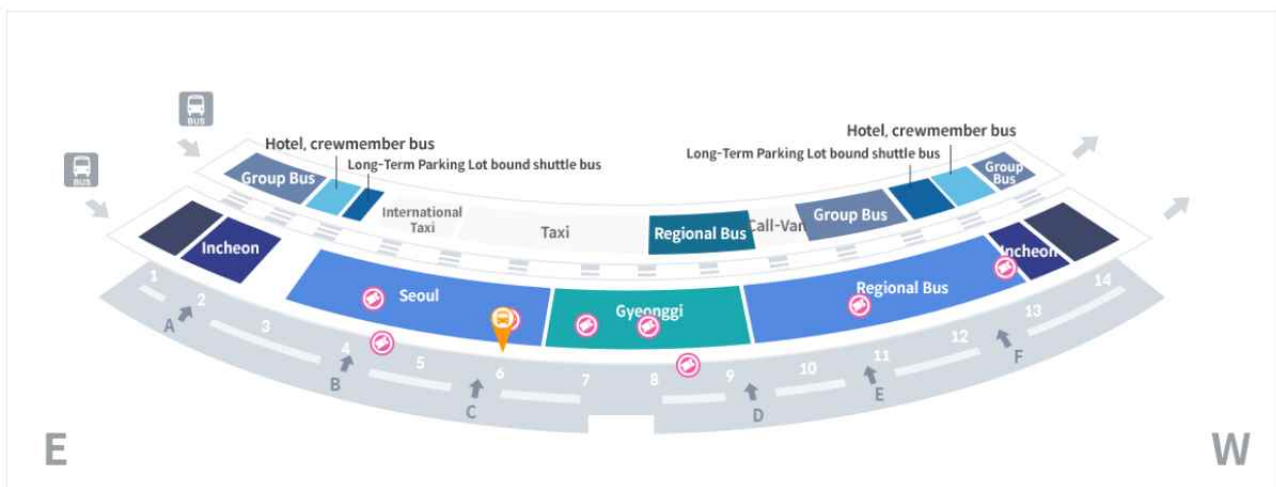 BUS
BUS
Hotel, crewmember bus
Long-Term Parking Lot bound shuttle bus
Hotel, crewmember bus
Long-Term Parking Lot bound shuttle bus
Group Bus
International
Taxi
Taxi
Regional Bus
Call-Van
Group Bus
Group
Bus
Incheon
Seoul
Gyeonggi
Regional Bus
Incheon
1
2
3
4
5
6
7
8
9
10
11
12
13
14
A
B
C
D
E
F
E
W